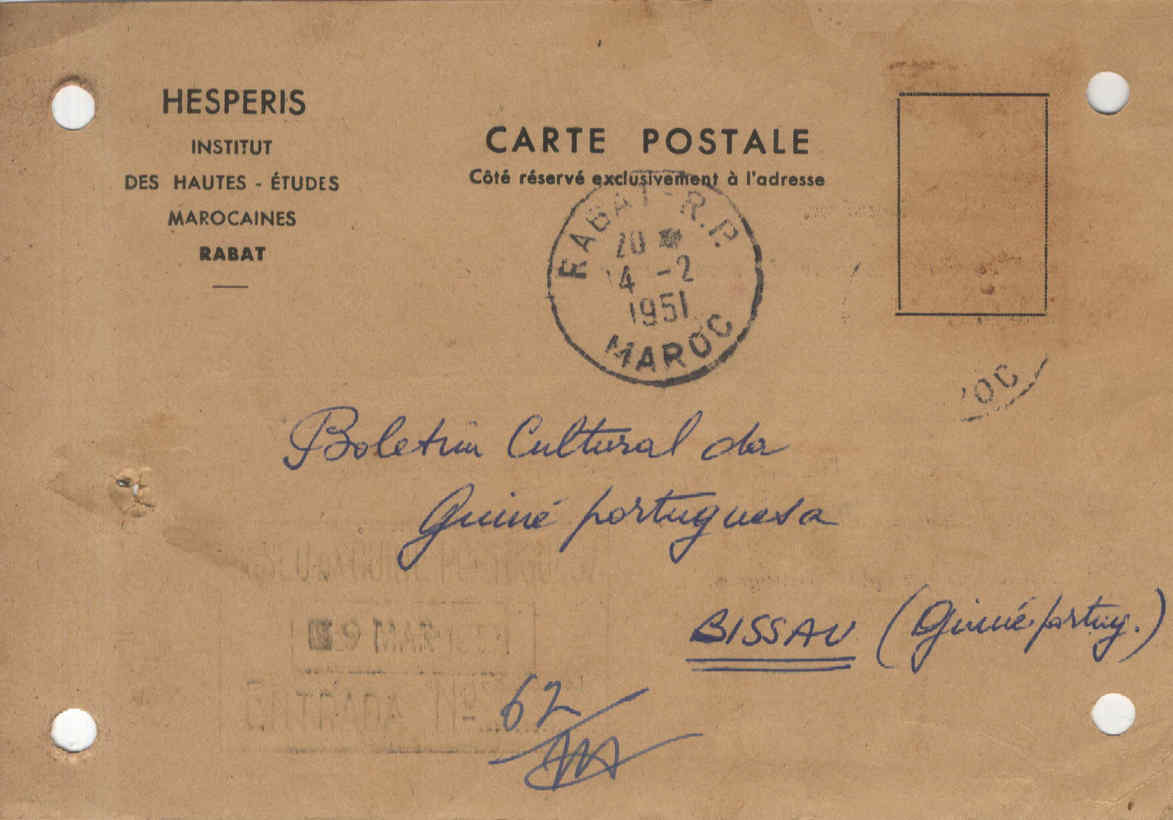 HESPERIS
INSTITUT
DES HAUTES - ÉTUDES
MAROCAINES
RABAT
CARTE POSTALE
Côté réservé exclusivement à l'adresse
RABAT-R.P.
20
14 -2
1951
MAROC
OC
Boletim Cultural da
Guiné portuguesa
BISSAU (Guiné portug.)
62